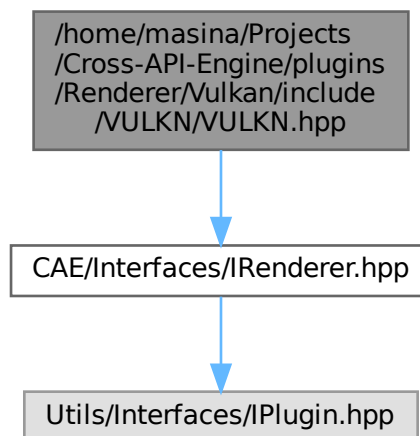 /home/masina/Projects
/Cross-API-Engine/plugins
/Renderer/Vulkan/include
/VULKN/VULKN.hpp
CAE/Interfaces/IRenderer.hpp
Utils/Interfaces/IPlugin.hpp